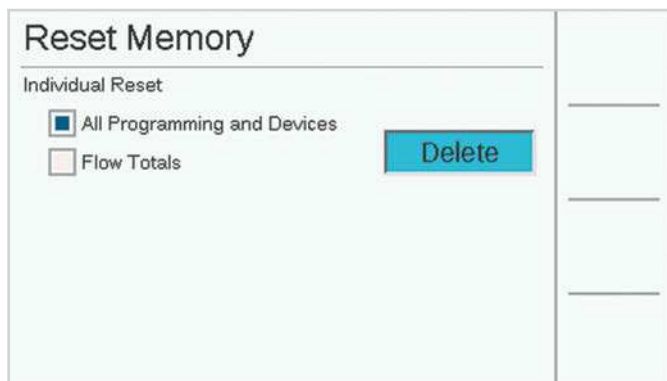 Reset Memory
Individual Reset
All Programming and Devices
Flow Totals
Delete